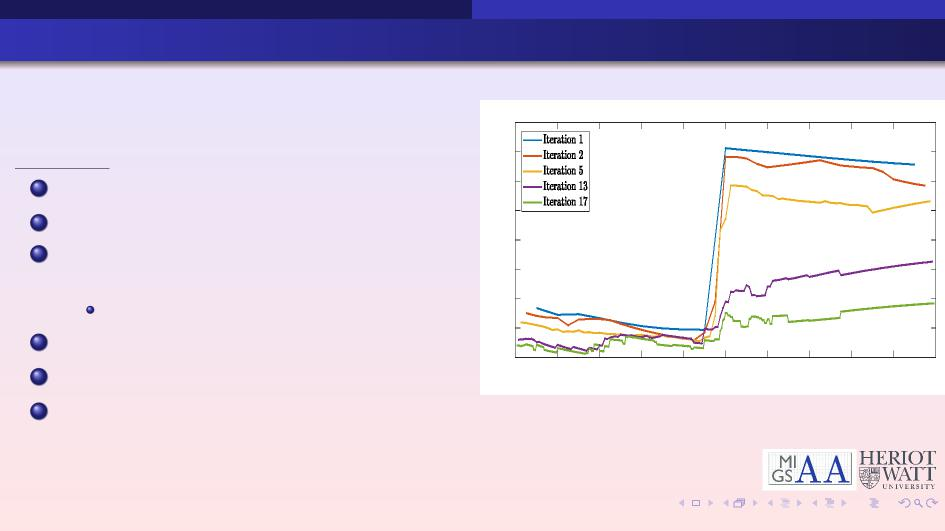 Iteration 1
Iteration 2
Iteration 5
Iteration 13
Iteration 17
MI
GS AA
HERIOT
WATT
UNIVERSITY